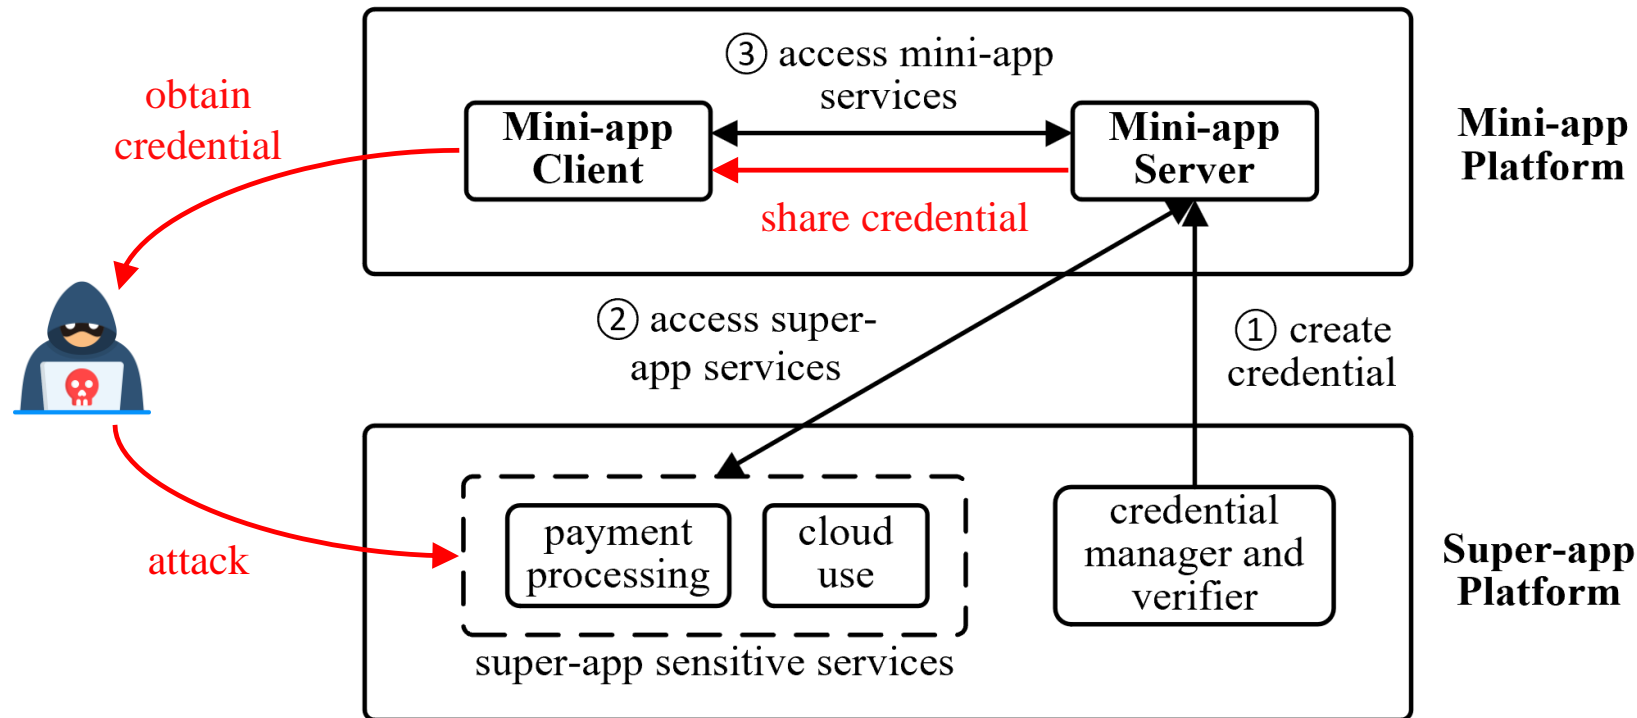 ③ access mini-app
services
obtain
credential
Mini-app
Client
Mini-app
Server
Mini-app
Platform
share credential
② access super-
app services
① create
credential
attack
payment
processing
cloud
use
credential
manager and
verifier
super-app sensitive services
Super-app
Platform